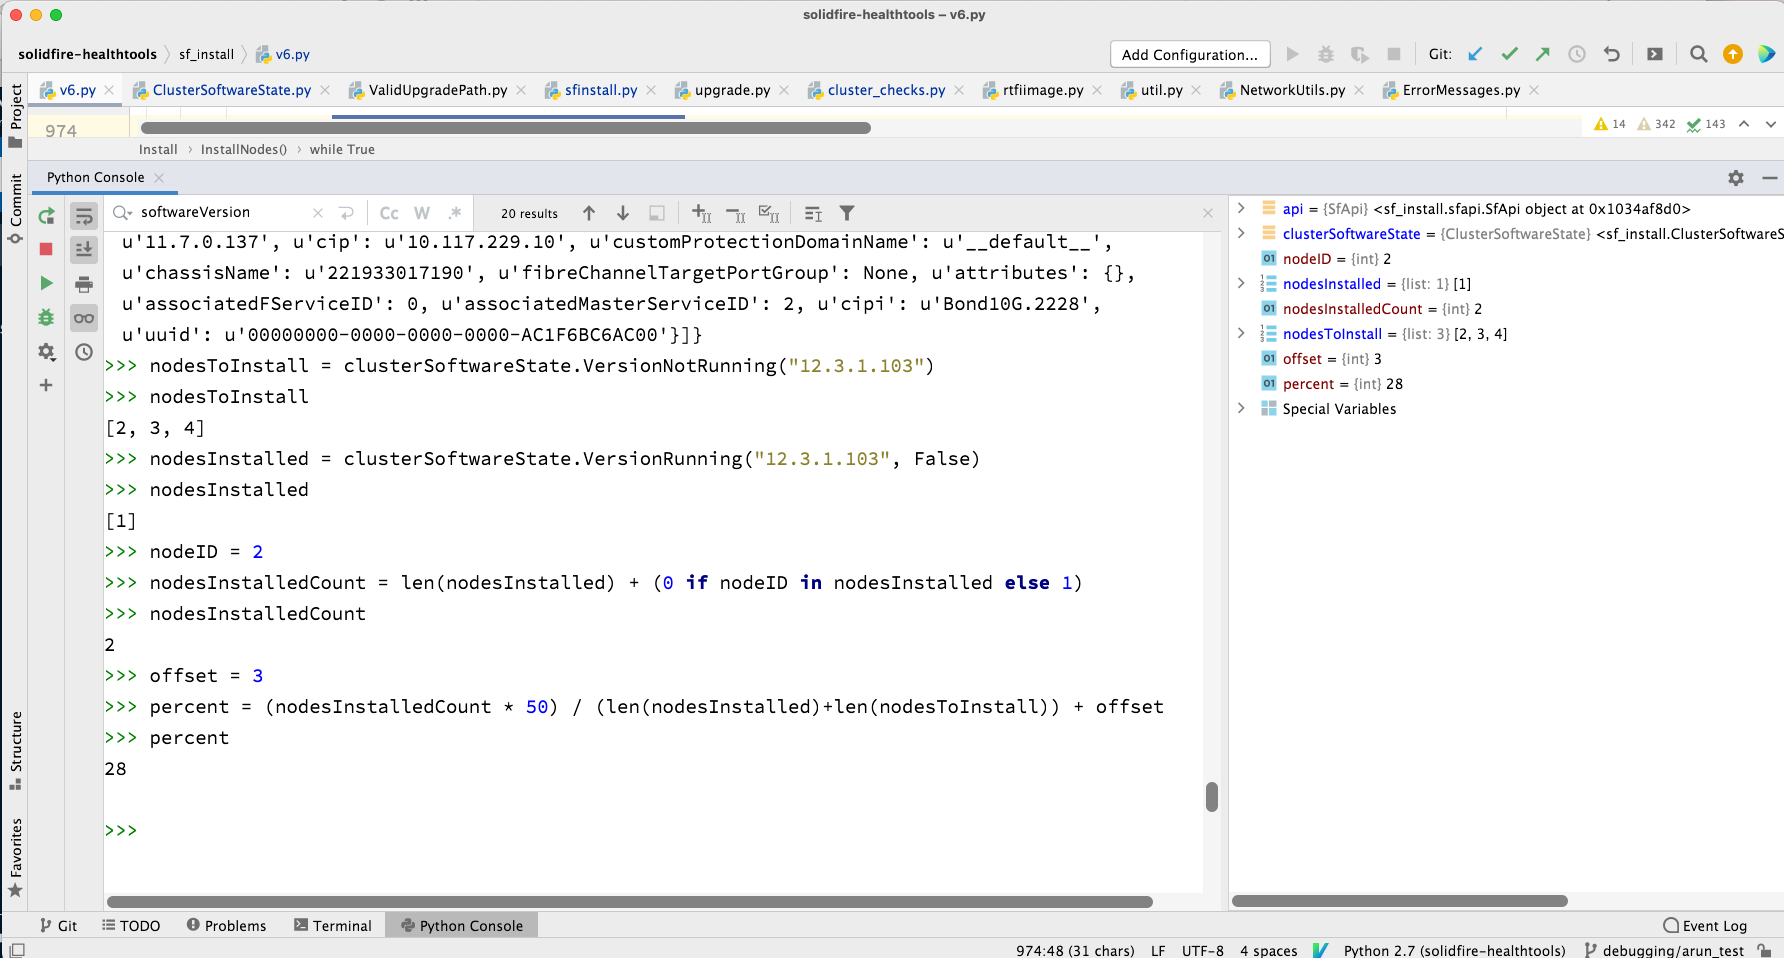 solidfire-healthtools – v6.py
solidfire-healthtools sf_install v6.py
Add Configuration...
Git:
v6.py ClusterSoftwareState.py ValidUpgradePath.py sfinstall.py upgrade.py cluster_checks.py rtfiimage.py util.py NetworkUtils.py ErrorMessages.py
974
14 342 143
Install › InstallNodes() › while True
Python Console
softwareVersion
Cc W .*
20 results
u'11.7.0.137', u'cip': u'10.117.229.10', u'customProtectionDomainName': u'__default__',
u'chassisName': u'221933017190', u'fibreChannelTargetPortGroup': None, u'attributes': {},
u'associatedFServiceID': 0, u'associatedMasterServiceID': 2, u'cipi': u'Bond10G.2228',
u'uuid': u'00000000-0000-0000-0000-AC1F6BC6AC00'}]}
>>> nodesToInstall = clusterSoftwareState.VersionNotRunning("12.3.1.103")
>>> nodesToInstall
[2, 3, 4]
>>> nodesInstalled = clusterSoftwareState.VersionRunning("12.3.1.103", False)
>>> nodesInstalled
[1]
>>> nodeID = 2
>>> nodesInstalledCount = len(nodesInstalled) + (0 if nodeID in nodesInstalled else 1)
>>> nodesInstalledCount
2
>>> offset = 3
>>> percent = (nodesInstalledCount * 50) / (len(nodesInstalled)+len(nodesToInstall)) + offset
>>> percent
28
>>>
api = {SfApi} <sf_install.sfapi.SfApi object at 0x1034af8d0>
clusterSoftwareState = {ClusterSoftwareState} <sf_install.ClusterSoftwareS
nodeID = {int} 2
nodesInstalled = {list: 1} [1]
nodesInstalledCount = {int} 2
nodesToInstall = {list: 3} [2, 3, 4]
offset = {int} 3
percent = {int} 28
Special Variables
Project
Commit
Structure
Favorites
Git TODO Problems Terminal Python Console
Event Log
974:48 (31 chars) LF UTF-8 4 spaces Python 2.7 (solidfire-healthtools) debugging/arun_test